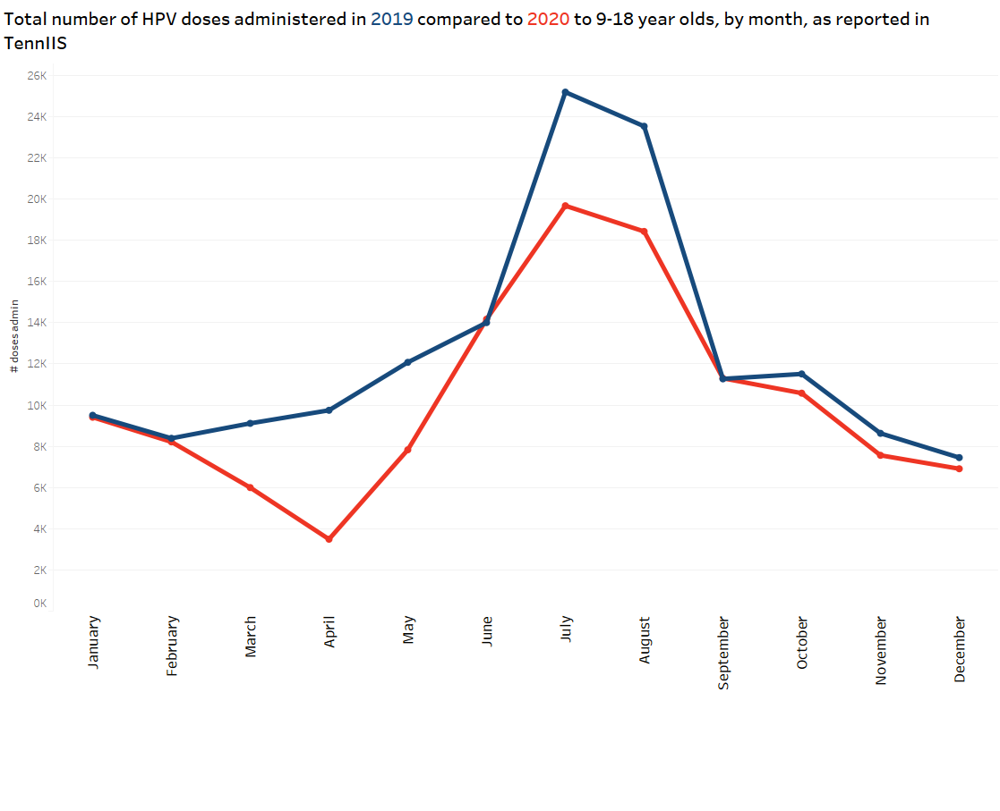 Total number of HPV doses administered in 2019 compared to 2020 to 9-18 year olds, by month, as reported in
TennIIS
26K
24K
22K
20K
18K
16K
14K
12K
10K
8K
6K
4K
2K
0K
# doses admin
January
February
March
April
May
June
July
August
September
October
November
December